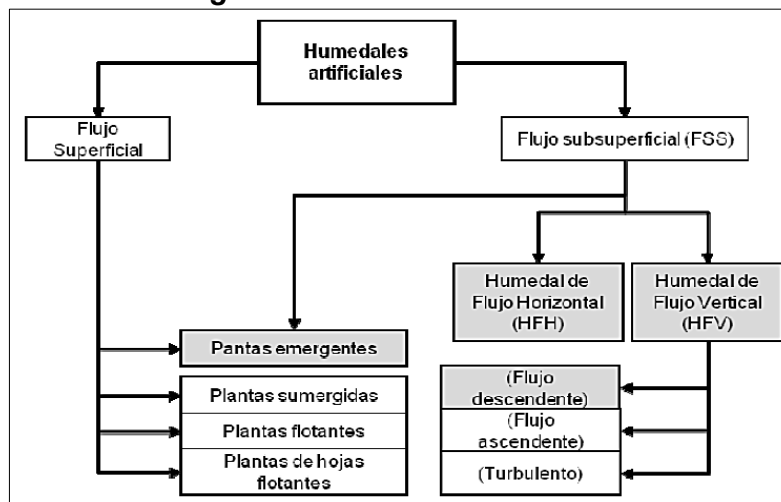 Humedales
artificiales
Flujo
Superficial
Flujo subsuperficial (FSS)
Humedal de
Flujo Horizontal
(HFH)
Humedal de
Flujo Vertical
(HFV)
Pantas emergentes
Plantas sumergidas
Plantas flotantes
Plantas de hojas
flotantes
(Flujo
descendente)
(Flujo
ascendente)
(Turbulento)